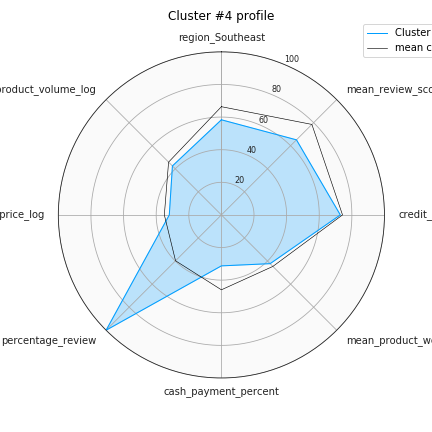 Cluster #4 profile
region_Southeast
Cluster
mean c
100
80
60
40
20
product_volume_log
mean_review_sco
price_log
credit_
percentage_review
mean_product_we
cash_payment_percent